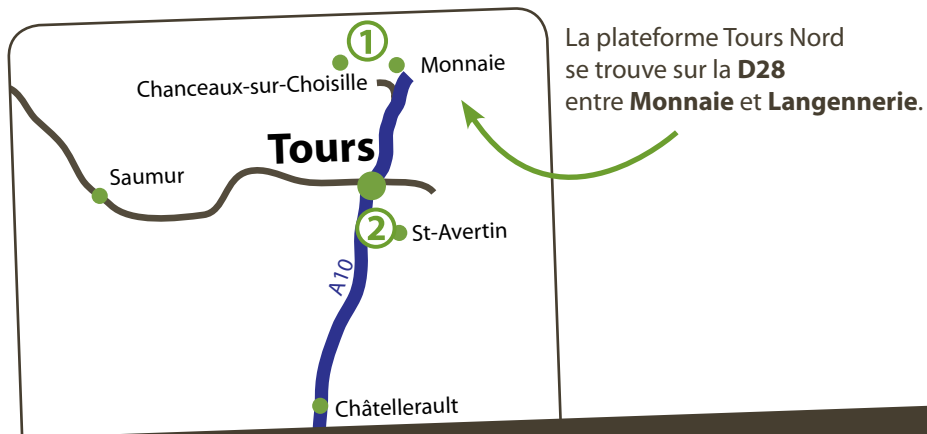 1
Chanceaux-sur-Choisille
Monnaie
La plateforme Tours Nord
se trouve sur la D28
entre Monnaie et Langennerie.
Tours
Saumur
2
St-Avertin
A10
Châtellerault